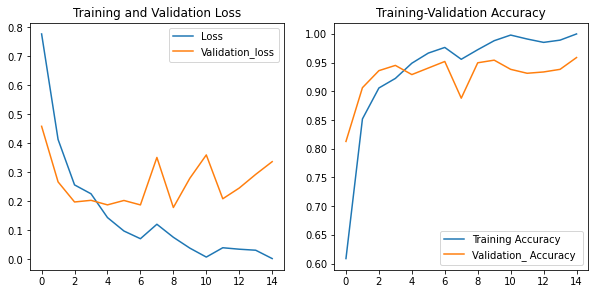 Training and Validation Loss
Loss
Validation_loss
0.8
0.7
0.6
0.5
0.4
0.3
0.2
0.1
0.0
0 2 4 6 8 10 12 14
Training-Validation Accuracy
1.00
0.95
0.90
0.85
0.80
0.75
0.70
0.65
0.60
Training Accuracy
Validation_ Accuracy
0 2 4 6 8 10 12 14